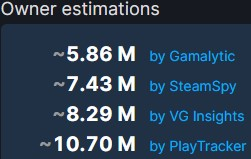 Owner estimations
~5.86 M by Gamalytic
~7.43 M by SteamSpy
~8.29 M by VG Insights
~10.70 M by PlayTracker